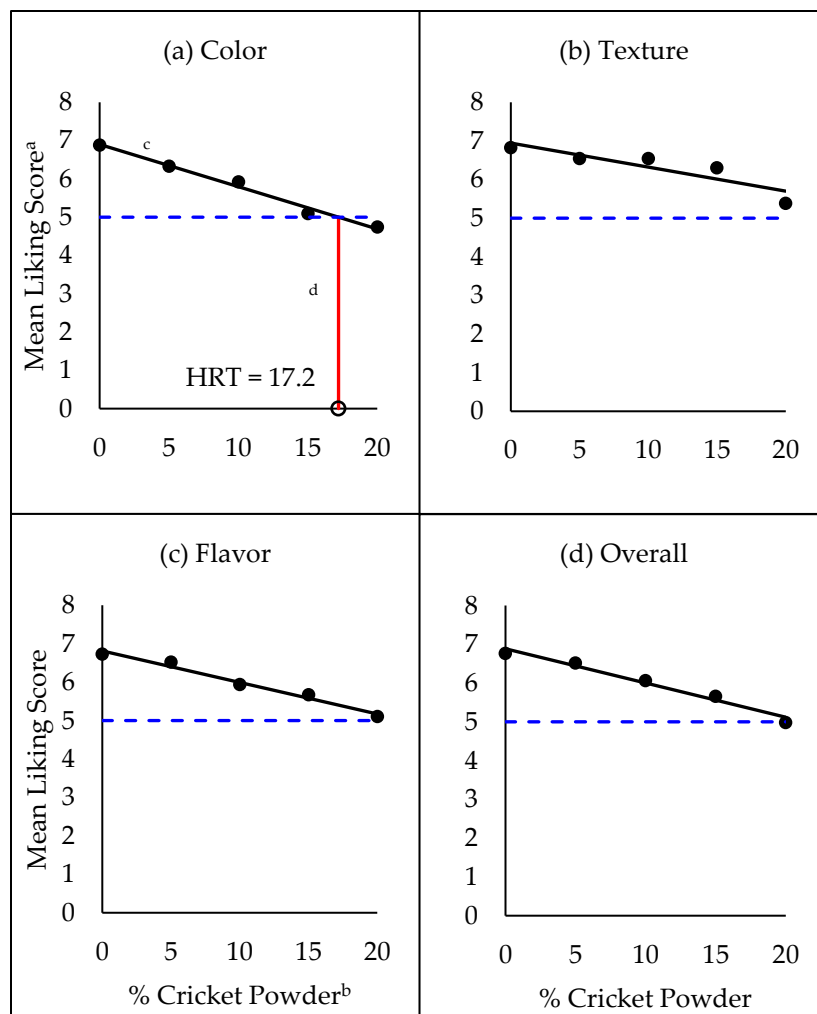 (a) Color
8
7
6
5
4
3
2
1
0
0 5 10 15 20
Mean Liking Scoreᵃ
c
d
HRT = 17.2
(b) Texture
8
7
6
5
4
3
2
1
0
0 5 10 15 20
(c) Flavor
8
7
6
5
4
3
2
1
0
0 5 10 15 20
Mean Liking Score
% Cricket Powderᵇ
(d) Overall
8
7
6
5
4
3
2
1
0
0 5 10 15 20
% Cricket Powder